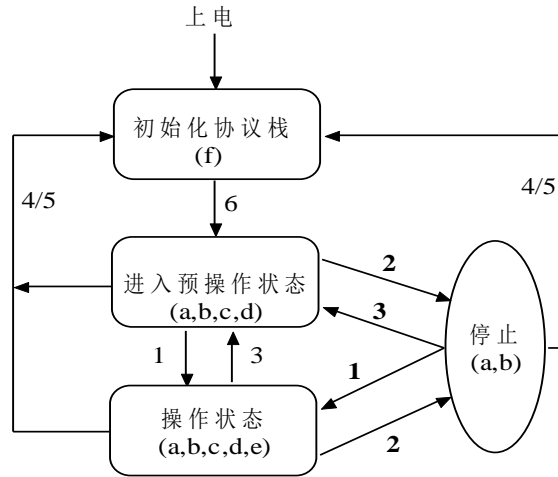 上电
初始化协议栈
(f)
4/5
4/5
6
进入预操作状态
(a,b,c,d)
2
3
停止
(a,b)
1
3
1
操作状态
(a,b,c,d,e)
2